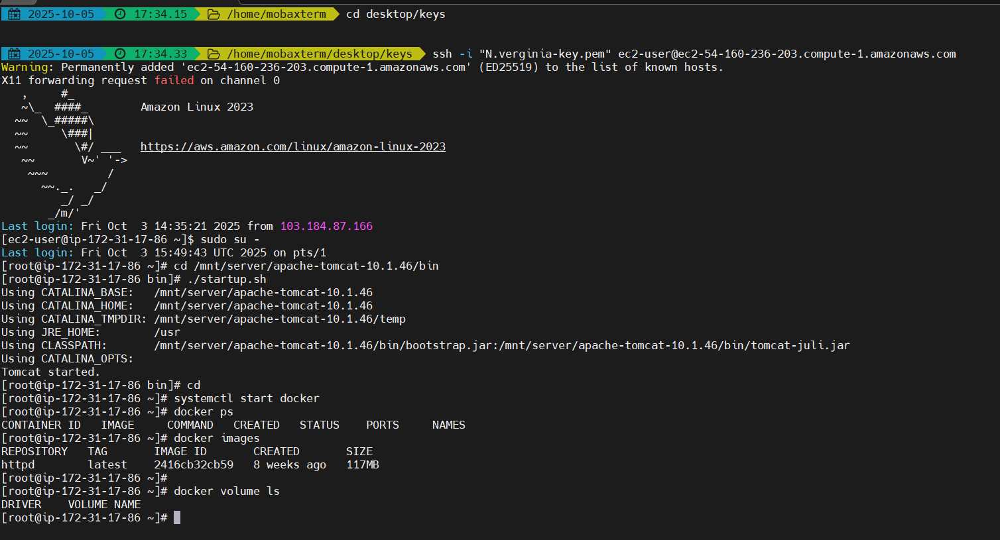 2025-10-05 17:34.15 /home/mobaxterm cd desktop/keys
2025-10-05 17:34.33 /home/mobaxterm/desktop/keys ssh -i "N.verginia-key.pem" ec2-user@ec2-54-160-236-203.compute-1.amazonaws.com
Warning: Permanently added 'ec2-54-160-236-203.compute-1.amazonaws.com' (ED25519) to the list of known hosts.
X11 forwarding request failed on channel 0
   ,     #_
   ~\_  ####_        Amazon Linux 2023
  ~~  \_#####\
  ~~     \###|
  ~~       \#/ ___   https://aws.amazon.com/linux/amazon-linux-2023
   ~~       V~' '->
    ~~~         /
      ~~._.   _/
         _/ _/
       _/m/'
Last login: Fri Oct  3 14:35:21 2025 from 103.184.87.166
[ec2-user@ip-172-31-17-86 ~]$ sudo su -
Last login: Fri Oct  3 15:49:43 UTC 2025 on pts/1
[root@ip-172-31-17-86 ~]# cd /mnt/server/apache-tomcat-10.1.46/bin
[root@ip-172-31-17-86 bin]# ./startup.sh
Using CATALINA_BASE:   /mnt/server/apache-tomcat-10.1.46
Using CATALINA_HOME:   /mnt/server/apache-tomcat-10.1.46
Using CATALINA_TMPDIR: /mnt/server/apache-tomcat-10.1.46/temp
Using JRE_HOME:        /usr
Using CLASSPATH:       /mnt/server/apache-tomcat-10.1.46/bin/bootstrap.jar:/mnt/server/apache-tomcat-10.1.46/bin/tomcat-juli.jar
Using CATALINA_OPTS:
Tomcat started.
[root@ip-172-31-17-86 bin]# cd
[root@ip-172-31-17-86 ~]# systemctl start docker
[root@ip-172-31-17-86 ~]# docker ps
CONTAINER ID   IMAGE     COMMAND   CREATED   STATUS    PORTS     NAMES
[root@ip-172-31-17-86 ~]# docker images
REPOSITORY   TAG       IMAGE ID       CREATED       SIZE
httpd        latest    2416cb32cb59   8 weeks ago   117MB
[root@ip-172-31-17-86 ~]#
[root@ip-172-31-17-86 ~]# docker volume ls
DRIVER    VOLUME NAME
[root@ip-172-31-17-86 ~]#